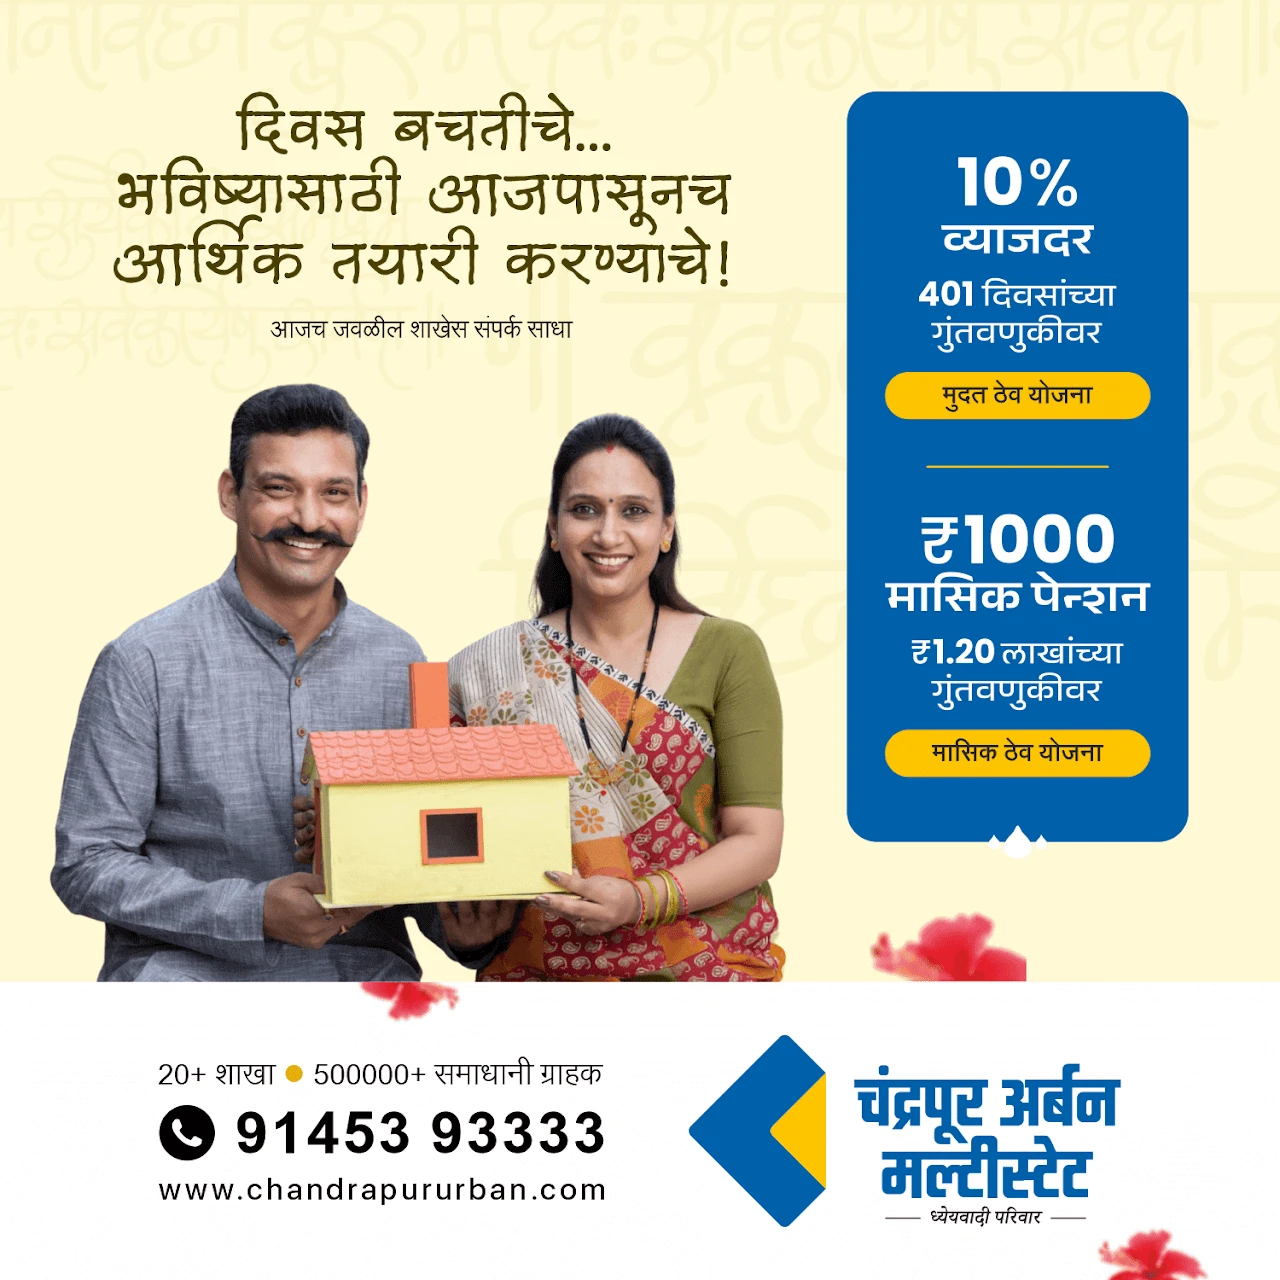 दिवस बचतीचे...
भविष्यासाठी आजपासूनच
आर्थिक तयारी करण्याचे!
आजच जवळील शाखेस संपर्क साधा
10%
व्याजदर
401 दिवसांच्या
गुंतवणुकीवर
मुदत ठेव योजना
₹1000
मासिक पेन्शन
₹1.20 लाखांच्या
गुंतवणुकीवर
मासिक ठेव योजना
20+ शाखा ● 500000+ समाधानी ग्राहक
91453 93333
www.chandrapururban.com
चंद्रपूर अर्बन
मल्टीस्टेट
ध्येयवादी परिवार